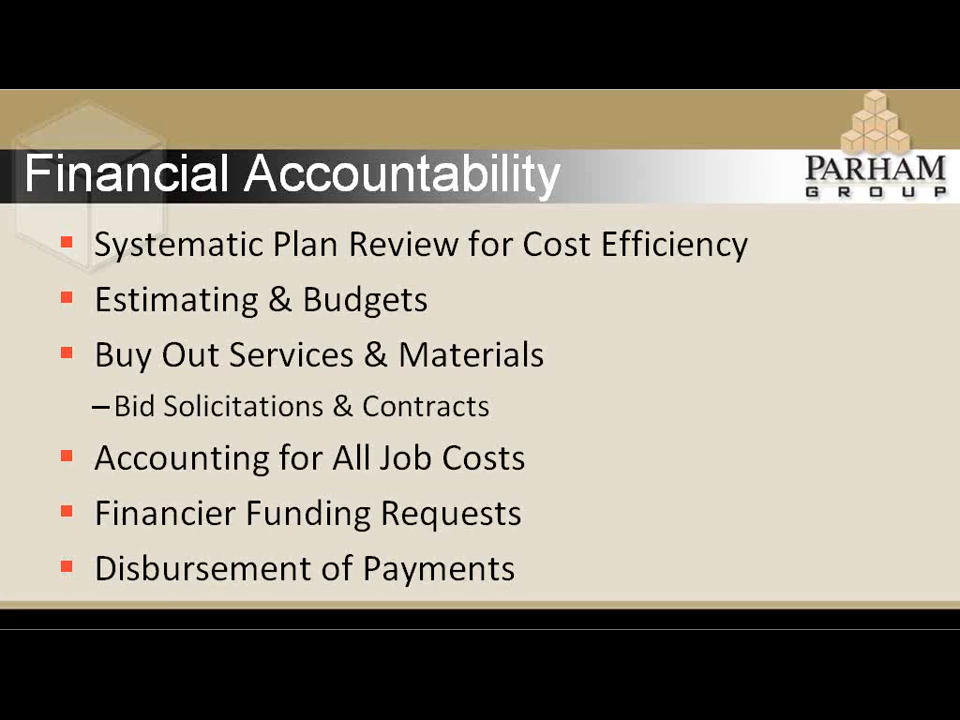 Financial Accountability
PARHAM
GROUP
Systematic Plan Review for Cost Efficiency
Estimating & Budgets
Buy Out Services & Materials
– Bid Solicitations & Contracts
Accounting for All Job Costs
Financier Funding Requests
Disbursement of Payments